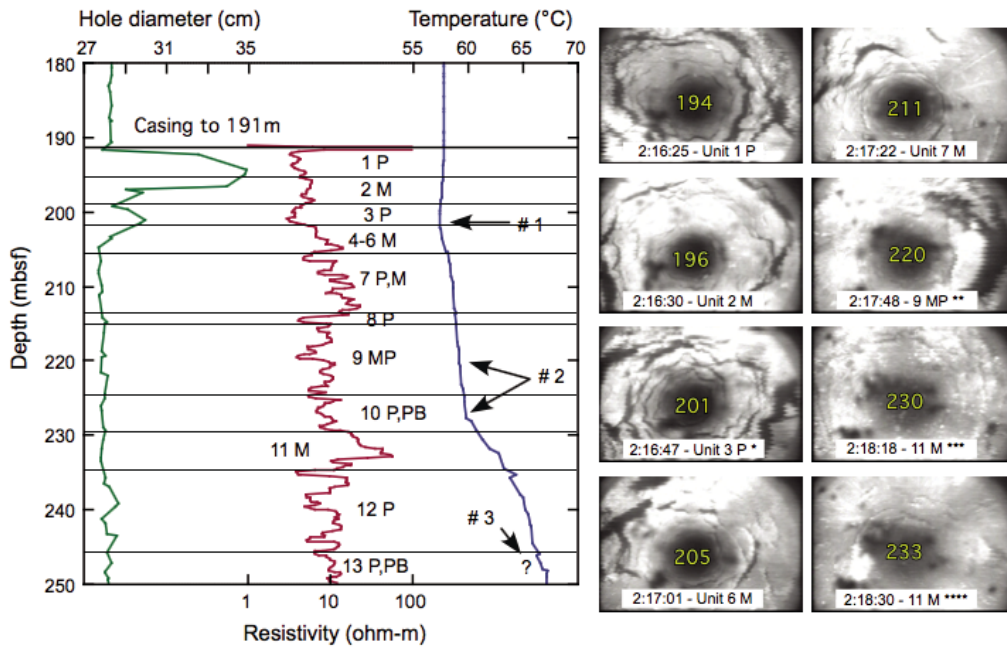 Hole diameter (cm)
Temperature (°C)
27 31 35 55 60 65 70
180
190
200
210
220
230
240
250
Depth (mbsf)
Casing to 191m
1 P
2 M
3 P
# 1
4-6 M
7 P,M
8 P
9 MP
# 2
10 P,PB
11 M
12 P
# 3
?
13 P,PB
1 10 100
Resistivity (ohm-m)
194
2:16:25 - Unit 1 P
211
2:17:22 - Unit 7 M
196
2:16:30 - Unit 2 M
220
2:17:48 - 9 MP **
201
2:16:47 - Unit 3 P *
230
2:18:18 - 11 M ***
205
2:17:01 - Unit 6 M
233
2:18:30 - 11 M ****